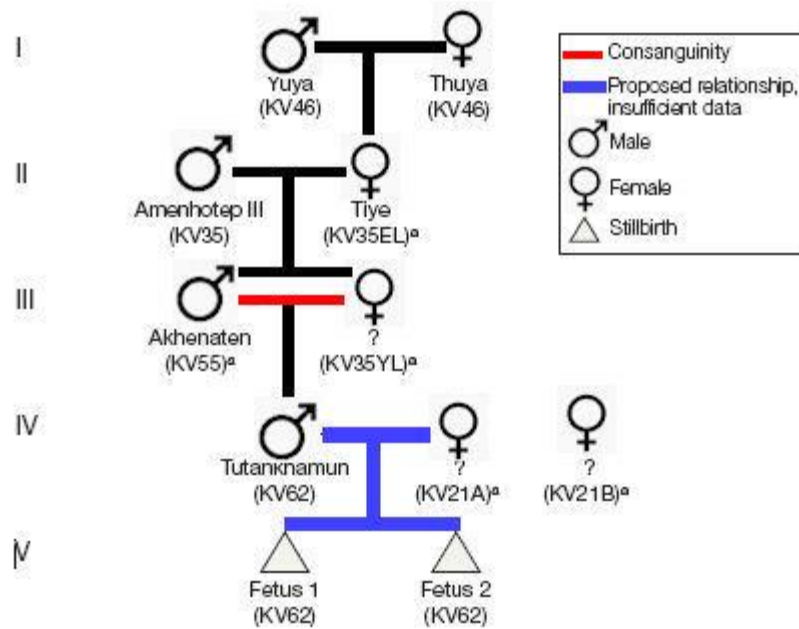 I
Yuya
(KV46)
Thuya
(KV46)
Consanguinity
Proposed relationship,
insufficient data
Male
Female
Stillbirth
II
Amenhotep III
(KV35)
Tiye
(KV35EL)ª
III
Akhenaten
(KV55)ª
?
(KV35YL)ª
IV
Tutankhamun
(KV62)
?
(KV21A)ª
?
(KV21B)ª
V
Fetus 1
(KV62)
Fetus 2
(KV62)